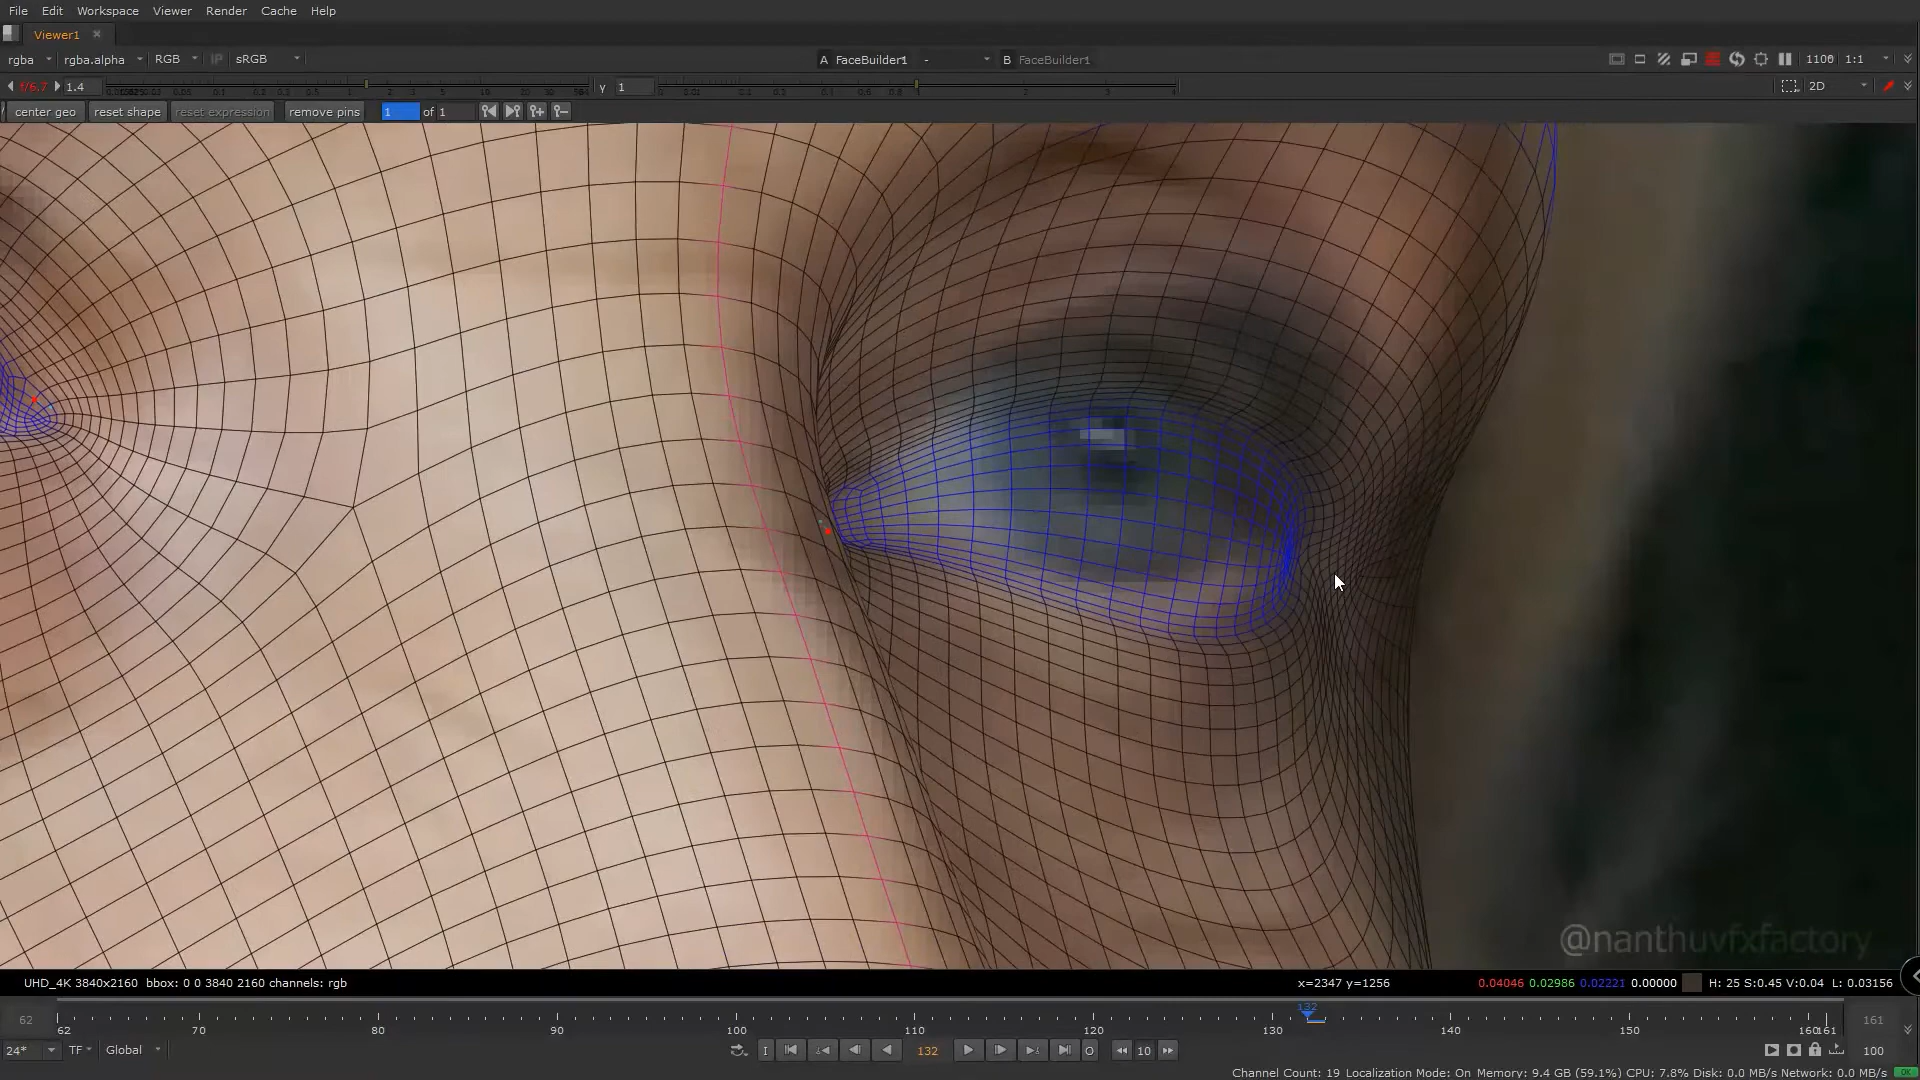 File Edit Workspace Viewer Render Cache Help
Viewer1
rgba rgba.alpha RGB IP sRGB A FaceBuilder1 - B FaceBuilder1 1100 1:1
f/6.7 1.4 Y 1 2D
center geo reset shape reset expression remove pins 1 of 1
@nanthuvfxfactory
UHD_4K 3840x2160 bbox: 0 0 3840 2160 channels: rgb x=2347 y=1256 0.04046 0.02986 0.02221 0.00000 H: 25 S:0.45 V:0.04 L: 0.03156
132
62 161
62 70 80 90 100 110 120 130 140 150 160 161
24* TF Global I 132 O 10 100
Channel Count: 19 Localization Mode: On Memory: 9.4 GB (59.1%) CPU: 7.8% Disk: 0.0 MB/s Network: 0.0 MB/s OK